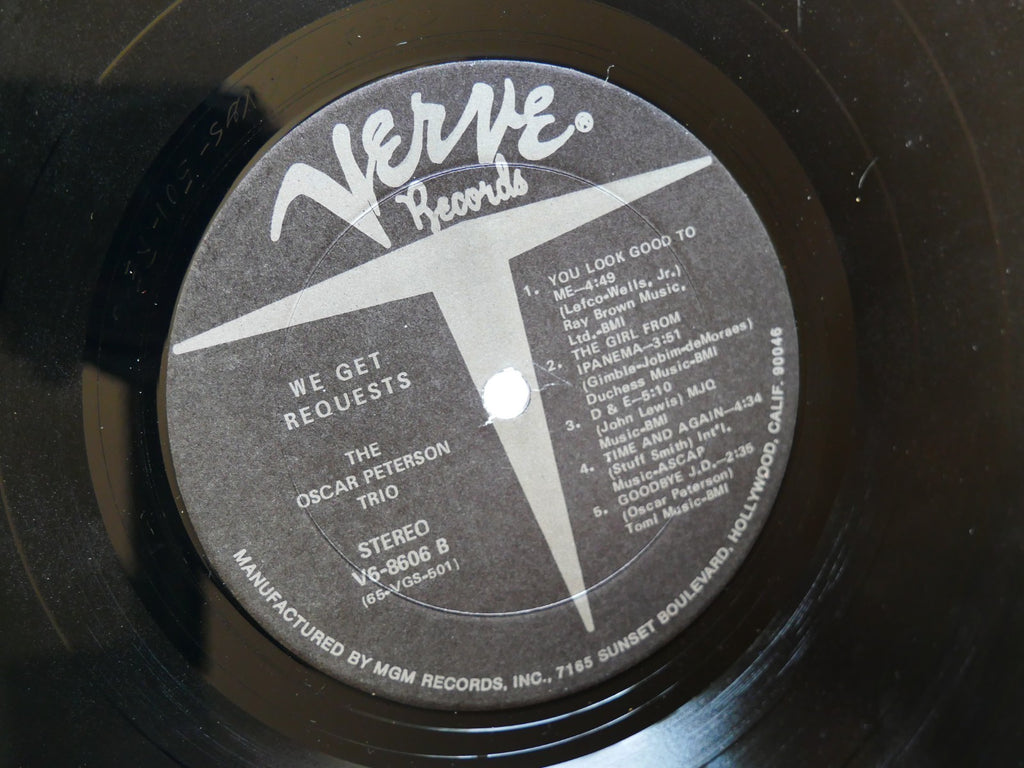 VERVE®
Records
WE GET
REQUESTS
THE
OSCAR PETERSON
TRIO
STEREO
V6-8606 B
(65-VGS-501)
1. YOU LOOK GOOD TO
ME—4:49
(Lefco-Wells, Jr.)
Ray Brown Music,
Ltd.-BMI
2. THE GIRL FROM
IPANEMA—3:51
(Gimble-Jobim-deMoraes)
Duchess Music-BMI
3. D & E—5:10
(John Lewis) MJQ
Music-BMI
4. TIME AND AGAIN—4:34
(Stuff Smith) Int'l.
Music-ASCAP
5. GOODBYE J.D.—2:35
(Oscar Peterson)
Tomi Music-BMI
MANUFACTURED BY MGM RECORDS, INC., 7165 SUNSET BOULEVARD, HOLLYWOOD, CALIF. 90046